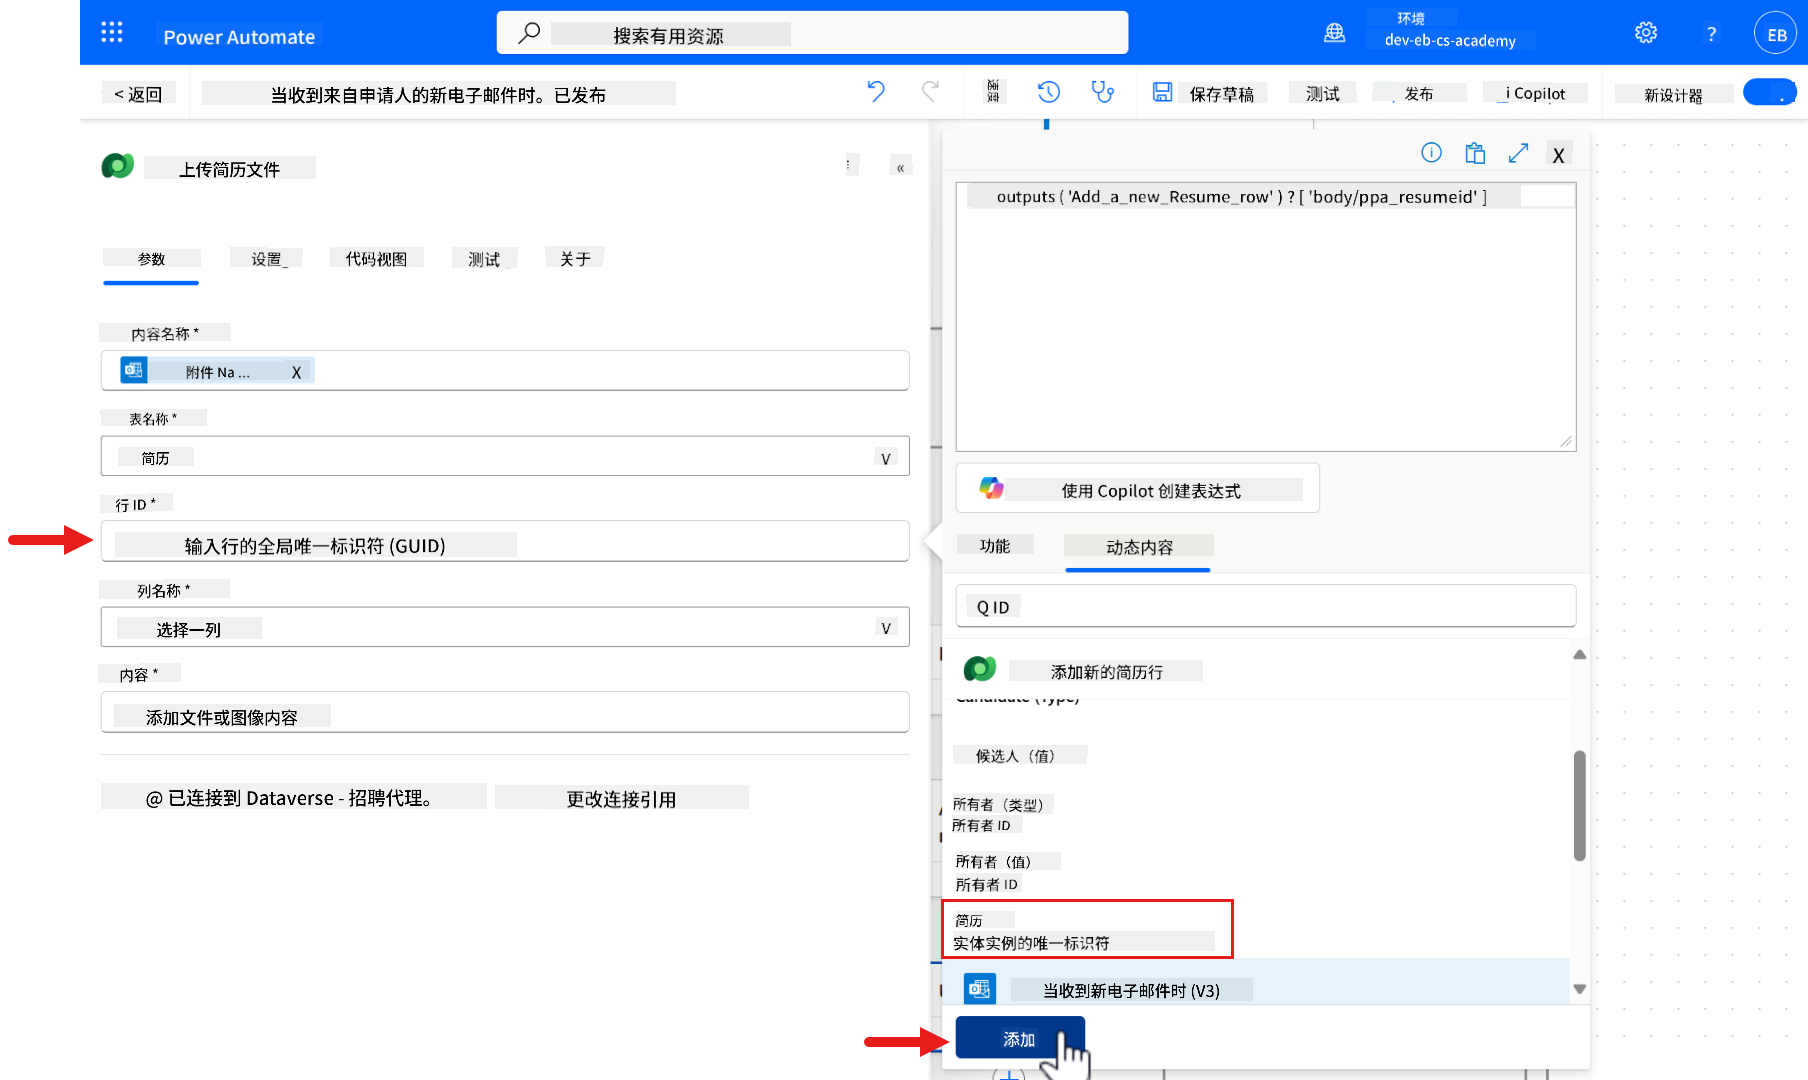 Power Automate
搜索有用资源
环境
dev-eb-cs-academy
?
EB
< 返回
当收到来自申请人的新电子邮件时。已发布
速度
保存草稿
测试
发布
i Copilot
新设计器
上传简历文件
«
X
outputs ( 'Add_a_new_Resume_row' ) ? [ 'body/ppa_resumeid' ]
参数
设置_
代码视图
测试
关于
内容名称 *
附件 Na ...
X
表名称 *
简历
V
行 ID *
输入行的全局唯一标识符 (GUID)
列名称 *
选择一列
V
内容 *
添加文件或图像内容
@ 已连接到 Dataverse - 招聘代理。
更改连接引用
使用 Copilot 创建表达式
功能
动态内容
Q ID
添加新的简历行
Candidate (Type)
候选人（值）
所有者（类型）
所有者 ID
所有者（值）
所有者 ID
简历
实体实例的唯一标识符
当收到新电子邮件时 (V3)
添加